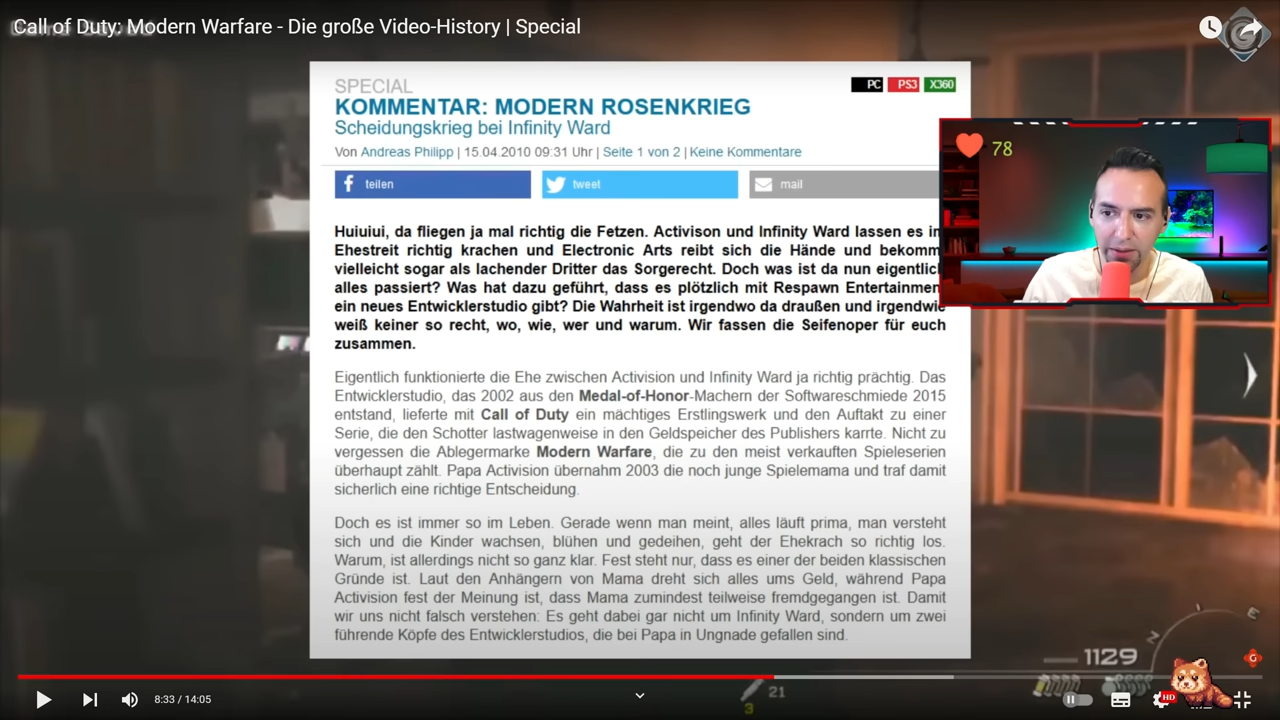 Call of Duty: Modern Warfare - Die große Video-History | Special
SPECIAL
PC PS3 X360
KOMMENTAR: MODERN ROSENKRIEG
Scheidungskrieg bei Infinity Ward
Von Andreas Philipp | 15.04.2010 09:31 Uhr | Seite 1 von 2 | Keine Kommentare
teilen tweet mail
78
Huiuiui, da fliegen ja mal richtig die Fetzen. Activison und Infinity Ward lassen es in
Ehestreit richtig krachen und Electronic Arts reibt sich die Hände und bekomm
vielleicht sogar als lachender Dritter das Sorgerecht. Doch was ist da nun eigentlich
alles passiert? Was hat dazu geführt, dass es plötzlich mit Respawn Entertainmen
ein neues Entwicklerstudio gibt? Die Wahrheit ist irgendwo da draußen und irgendwie
weiß keiner so recht, wo, wie, wer und warum. Wir fassen die Seifenoper für euch
zusammen.
Eigentlich funktionierte die Ehe zwischen Activision und Infinity Ward ja richtig prächtig. Das
Entwicklerstudio, das 2002 aus den Medal-of-Honor-Machern der Softwareschmiede 2015
entstand, lieferte mit Call of Duty ein mächtiges Erstlingswerk und den Auftakt zu einer
Serie, die den Schotter lastwagenweise in den Geldspeicher des Publishers karrte. Nicht zu
vergessen die Ablegermarke Modern Warfare, die zu den meist verkauften Spieleserien
überhaupt zählt. Papa Activision übernahm 2003 die noch junge Spielemama und traf damit
sicherlich eine richtige Entscheidung.
Doch es ist immer so im Leben. Gerade wenn man meint, alles läuft prima, man versteht
sich und die Kinder wachsen, blühen und gedeihen, geht der Ehekrach so richtig los.
Warum, ist allerdings nicht so ganz klar. Fest steht nur, dass es einer der beiden klassischen
Gründe ist. Laut den Anhängern von Mama dreht sich alles ums Geld, während Papa
Activision fest der Meinung ist, dass Mama zumindest teilweise fremdgegangen ist. Damit
wir uns nicht falsch verstehen: Es geht dabei gar nicht um Infinity Ward, sondern um zwei
führende Köpfe des Entwicklerstudios, die bei Papa in Ungnade gefallen sind.
N E
1129
G
8:33 / 14:05
21
3
HD